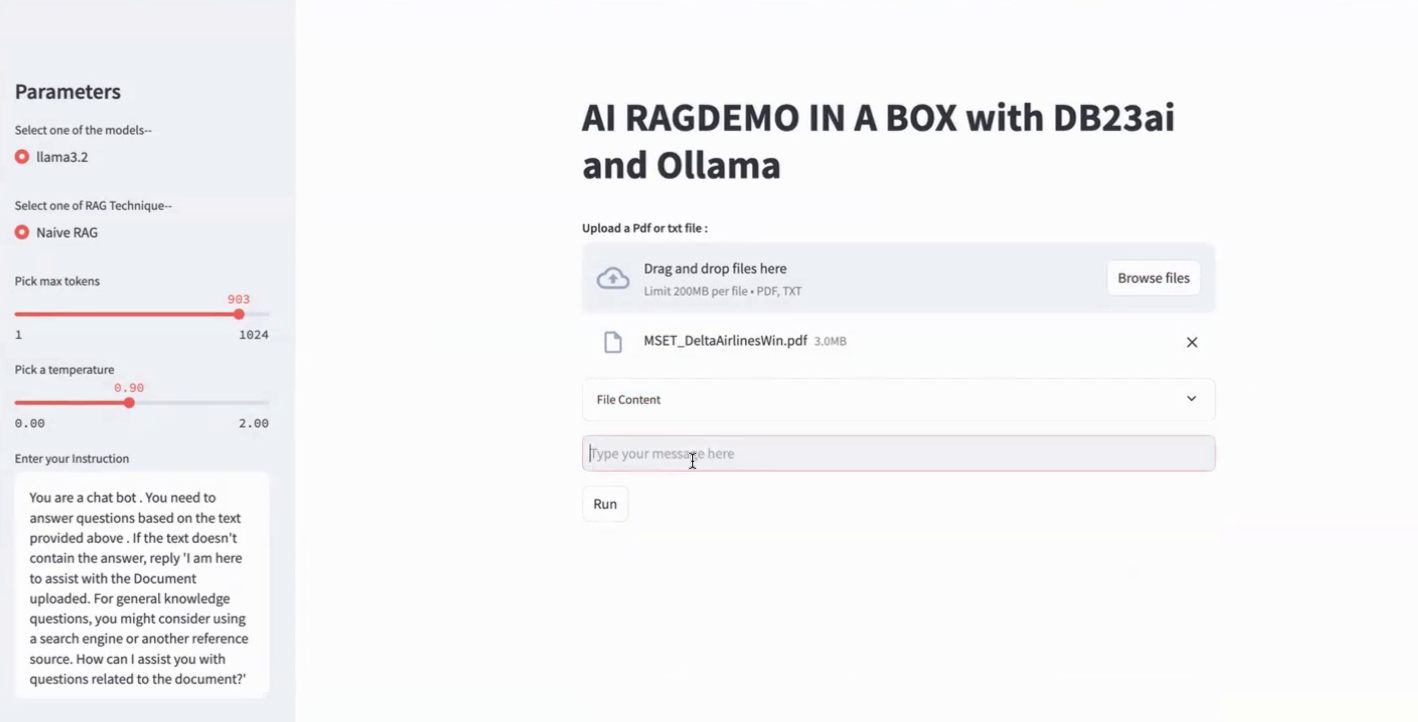 Parameters
Select one of the models--
llama3.2
Select one of RAG Technique--
Naive RAG
Pick max tokens
903
1 1024
Pick a temperature
0.90
0.00 2.00
Enter your Instruction
You are a chat bot . You need to
answer questions based on the text
provided above . If the text doesn't
contain the answer, reply 'I am here
to assist with the Document
uploaded. For general knowledge
questions, you might consider using
a search engine or another reference
source. How can I assist you with
questions related to the document?'
AI RAGDEMO IN A BOX with DB23ai
and Ollama
Upload a Pdf or txt file :
Drag and drop files here
Limit 200MB per file • PDF, TXT
Browse files
MSET_DeltaAirlinesWin.pdf 3.0MB
File Content
Type your message here
Run